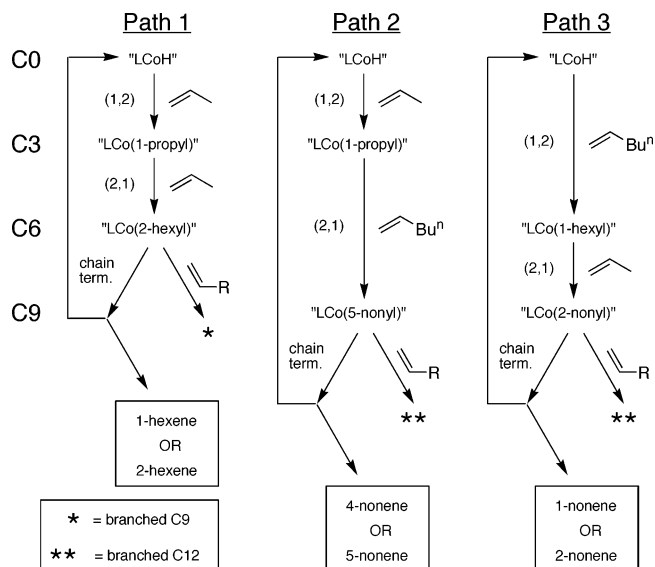 Path 1
Path 2
Path 3
C0
"LCoH"
"LCoH"
"LCoH"
(1,2)
(1,2)
(1,2)
Buⁿ
C3
"LCo(1-propyl)"
"LCo(1-propyl)"
(2,1)
(2,1)
Buⁿ
C6
"LCo(2-hexyl)"
"LCo(1-hexyl)"
(2,1)
chain
term.
R
C9
*
"LCo(5-nonyl)"
"LCo(2-nonyl)"
chain
term.
R
chain
term.
R
**
**
1-hexene
OR
2-hexene
4-nonene
OR
5-nonene
1-nonene
OR
2-nonene
* = branched C9
** = branched C12